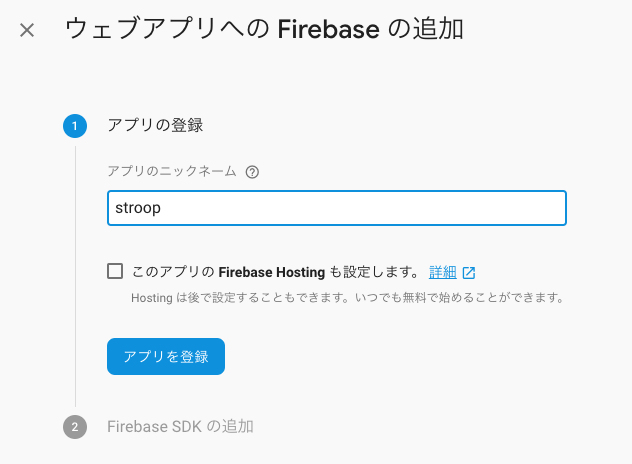 ウェブアプリへの Firebase の追加
1 アプリの登録
アプリのニックネーム
stroop
このアプリの Firebase Hosting も設定します。 詳細
Hosting は後で設定することもできます。いつでも無料で始めることができます。
アプリを登録
2 Firebase SDK の追加